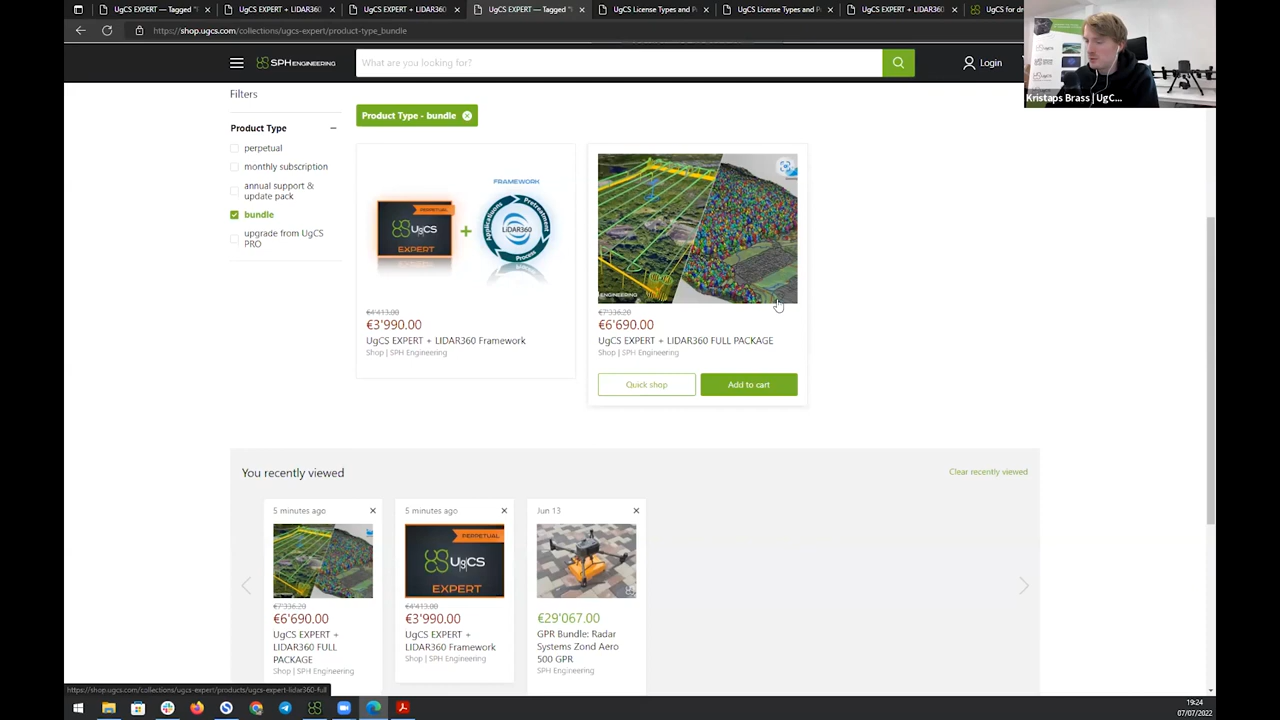 UgCS EXPERT — Tagged "
UgCS EXPERT + LIDAR360
UgCS EXPERT + LIDAR360
UgCS EXPERT — Tagged "
UgCS License Types and P
UgCS License Types and P
UgCS EXPERT + LIDAR360
UgCS for dr
https://shop.ugcs.com/collections/ugcs-expert/product-type_bundle
SPH ENGINEERING
What are you looking for?
Login
Kristaps Brass | UgC...
Filters
Product Type - bundle
Product Type
perpetual
monthly subscription
annual support &
update pack
bundle
upgrade from UgCS
PRO
FRAMEWORK
PERPETUAL
UgCS
EXPERT
+
LiDAR360
Applications
Pretreatment
Process
€4'413.00
€3'990.00
UgCS EXPERT + LIDAR360 Framework
Shop | SPH Engineering
ENGINEERING
€7'336.20
€6'690.00
UgCS EXPERT + LIDAR360 FULL PACKAGE
Shop | SPH Engineering
Quick shop
Add to cart
You recently viewed
Clear recently viewed
5 minutes ago
€7'336.20
€6'690.00
UgCS EXPERT +
LIDAR360 FULL
PACKAGE
Shop | SPH Engineering
5 minutes ago
PERPETUAL
UgCS
EXPERT
€4'413.00
€3'990.00
UgCS EXPERT +
LIDAR360 Framework
Shop | SPH Engineering
Jun 13
€29'067.00
GPR Bundle: Radar
Systems Zond Aero
500 GPR
SPH Engineering
https://shop.ugcs.com/collections/ugcs-expert/products/ugcs-expert-lidar360-full
19:24
07/07/2022